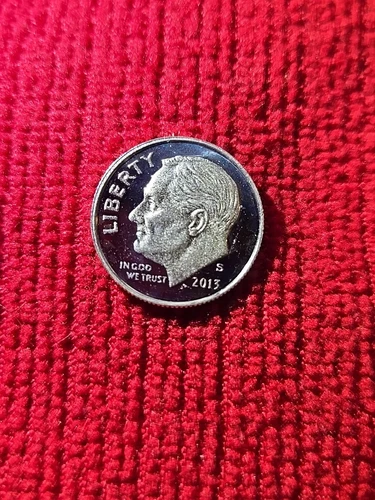 LIBERTY
IN GOD
WE TRUST
S
2013